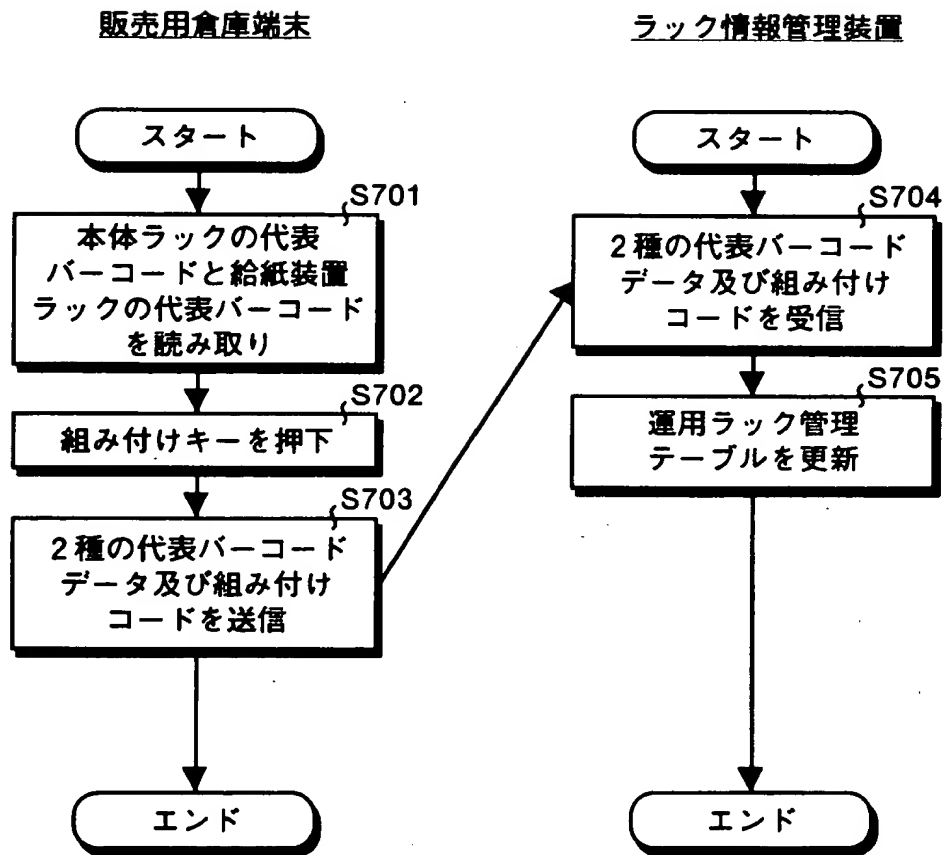 販売用倉庫端末
スタート
S701
本体ラックの代表
バーコードと給紙装置
ラックの代表バーコード
を読み取り
S702
組み付けキーを押下
S703
2種の代表バーコード
データ及び組み付け
コードを送信
エンド
ラック情報管理装置
スタート
S704
2種の代表バーコード
データ及び組み付け
コードを受信
S705
運用ラック管理
テーブルを更新
エンド